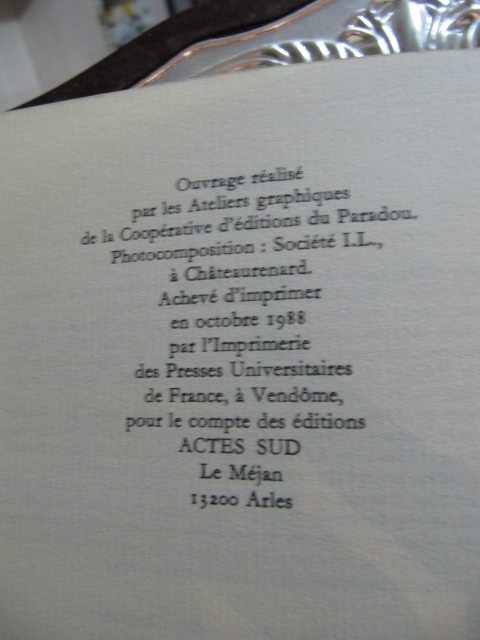 Ouvrage réalisé
par les Ateliers graphiques
de la Coopérative d'éditions du Paradou.
Photocomposition : Société I.L.,
à Châteaurenard.
Achevé d'imprimer
en octobre 1988
par l'Imprimerie
des Presses Universitaires
de France, à Vendôme,
pour le compte des éditions
ACTES SUD
Le Méjan
13200 Arles